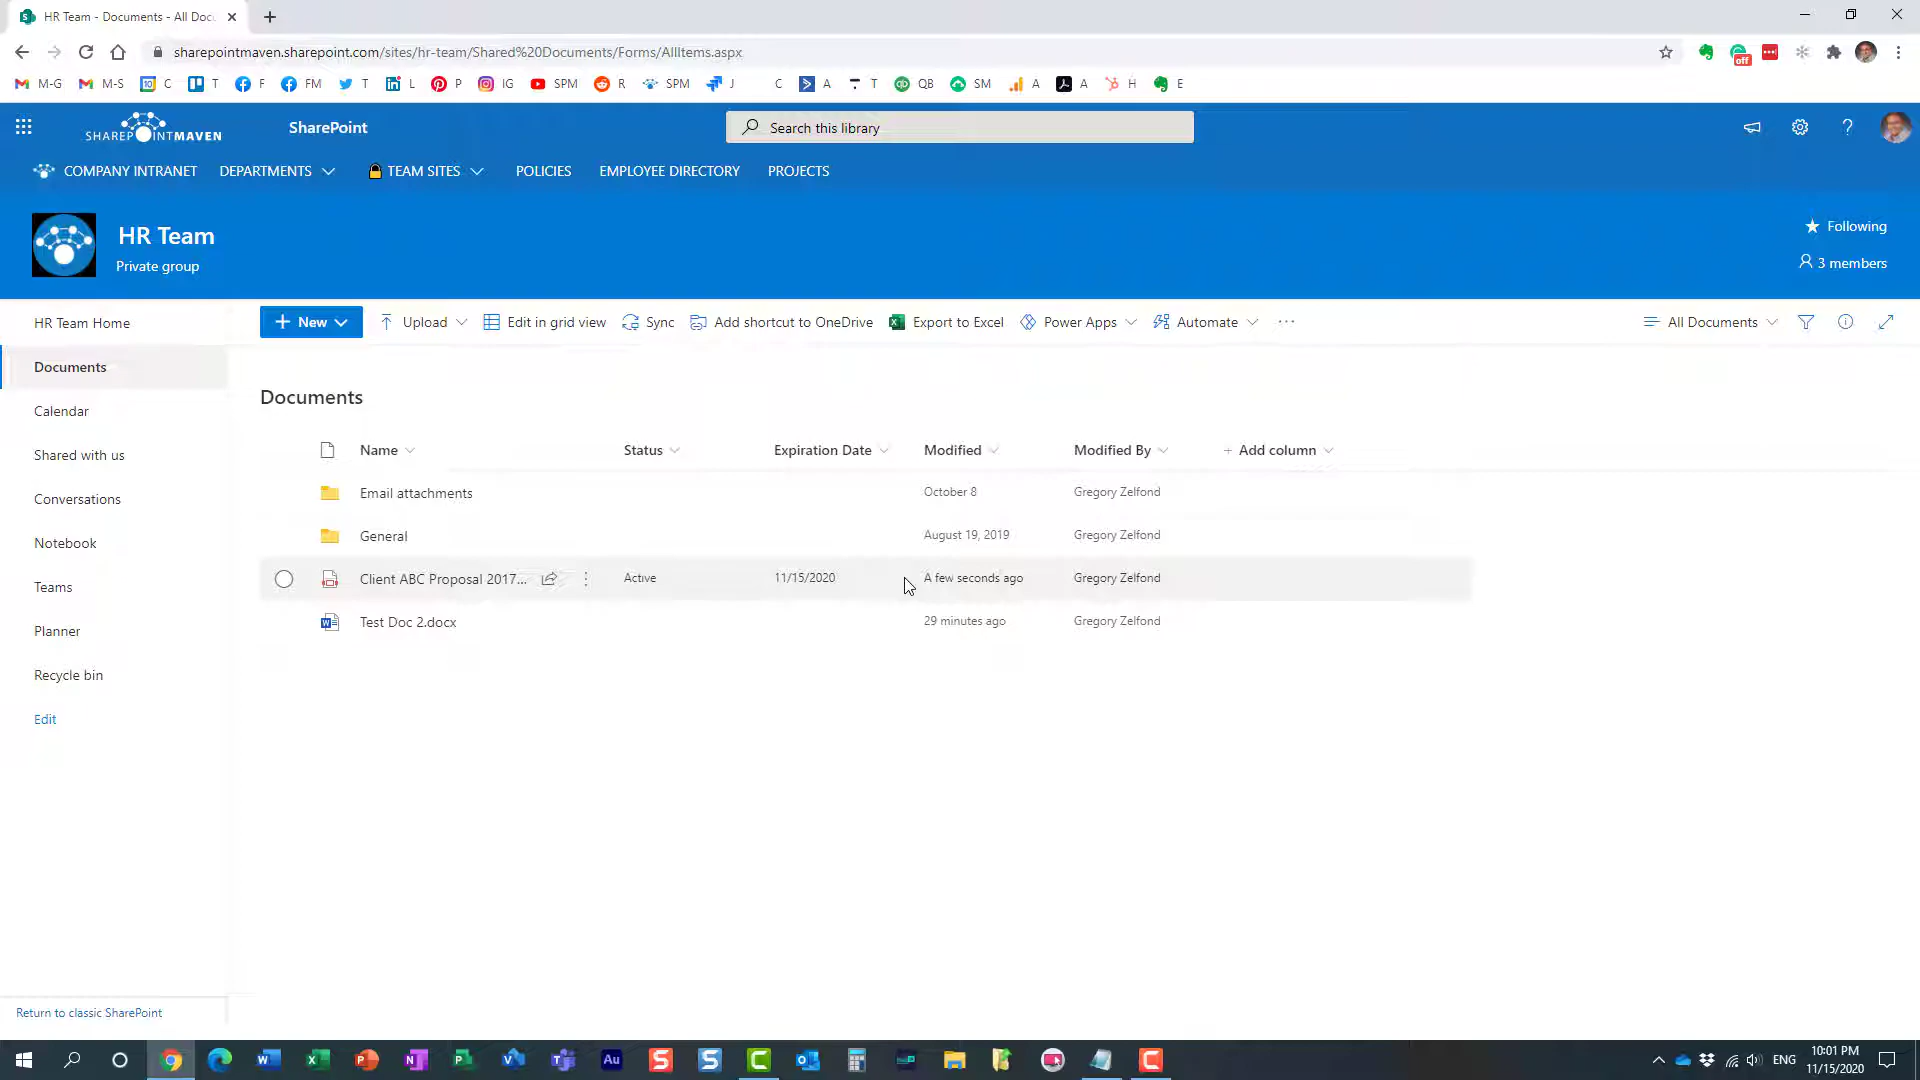 HR Team - Documents - All Doc
sharepointmaven.sharepoint.com/sites/hr-team/Shared%20Documents/Forms/AllItems.aspx
off
M-G M-S 10 C T F FM T L P IG SPM R SPM J C A T QB SM A A H E
SHAREPOINTMAVEN SharePoint Search this library
COMPANY INTRANET DEPARTMENTS TEAM SITES POLICIES EMPLOYEE DIRECTORY PROJECTS
HR Team
Private group
Following
3 members
HR Team Home
Documents
Calendar
Shared with us
Conversations
Notebook
Teams
Planner
Recycle bin
Edit
Return to classic SharePoint
New Upload Edit in grid view Sync Add shortcut to OneDrive Export to Excel Power Apps Automate ... All Documents
Documents
Name Status Expiration Date Modified Modified By + Add column
Email attachments October 8 Gregory Zelfond
General August 19, 2019 Gregory Zelfond
Client ABC Proposal 2017... Active 11/15/2020 A few seconds ago Gregory Zelfond
Test Doc 2.docx 29 minutes ago Gregory Zelfond
Au
ENG
10:01 PM
11/15/2020